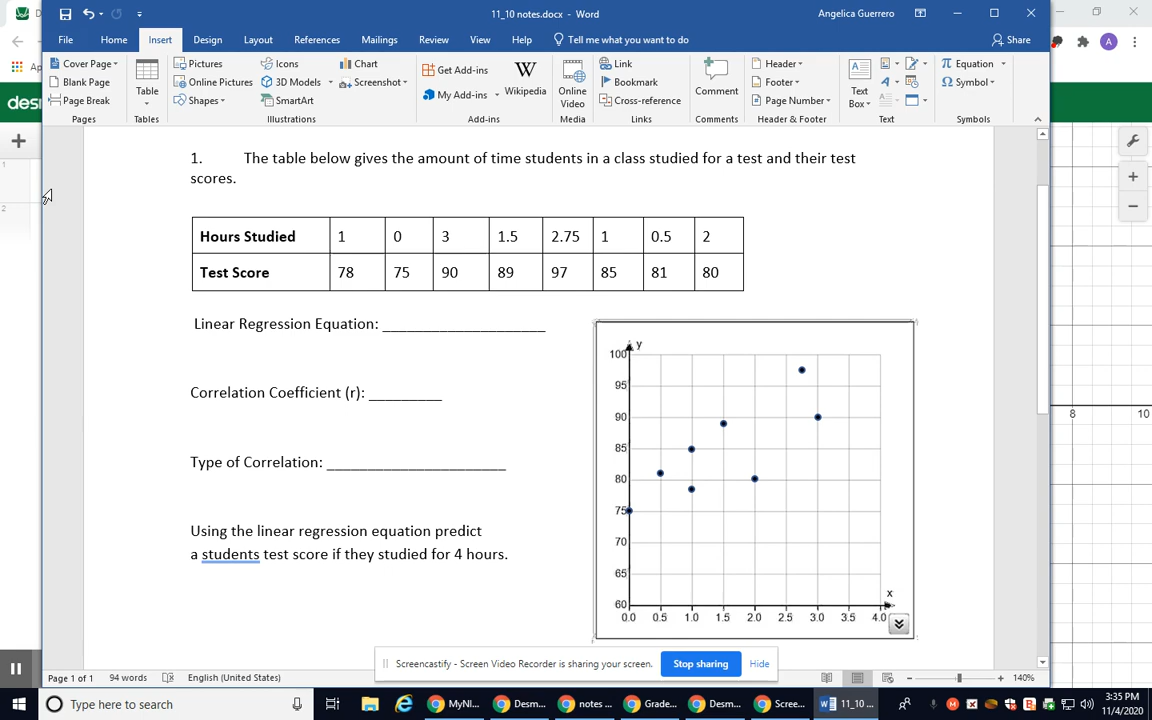 11_10 notes.docx - Word
Angelica Guerrero
File Home Insert Design Layout References Mailings Review View Help Tell me what you want to do Share
Cover Page
Blank Page
Page Break
Pages
Table
Tables
Pictures
Online Pictures
Shapes
Icons
3D Models
SmartArt
Chart
Screenshot
Illustrations
Get Add-ins
My Add-ins
Wikipedia
Add-ins
Online
Video
Media
Link
Bookmark
Cross-reference
Links
Comment
Comments
Header
Footer
Page Number
Header & Footer
Text
Box
Text
Equation
Symbol
Symbols
A
desm
1
2
8 10
1. The table below gives the amount of time students in a class studied for a test and their test
scores.
Hours Studied 1 0 3 1.5 2.75 1 0.5 2
Test Score 78 75 90 89 97 85 81 80
Linear Regression Equation: ____________________
Correlation Coefficient (r): _________
Type of Correlation: ______________________
Using the linear regression equation predict
a students test score if they studied for 4 hours.
y
100
95
90
85
80
75
70
65
60
x
0.0 0.5 1.0 1.5 2.0 2.5 3.0 3.5 4.0
Screencastify - Screen Video Recorder is sharing your screen. Stop sharing Hide
Page 1 of 1 94 words English (United States) 140%
Type here to search
MyNI... Desm... notes ... Grade... Desm... Scree... 11_10 ...
3:35 PM
11/4/2020